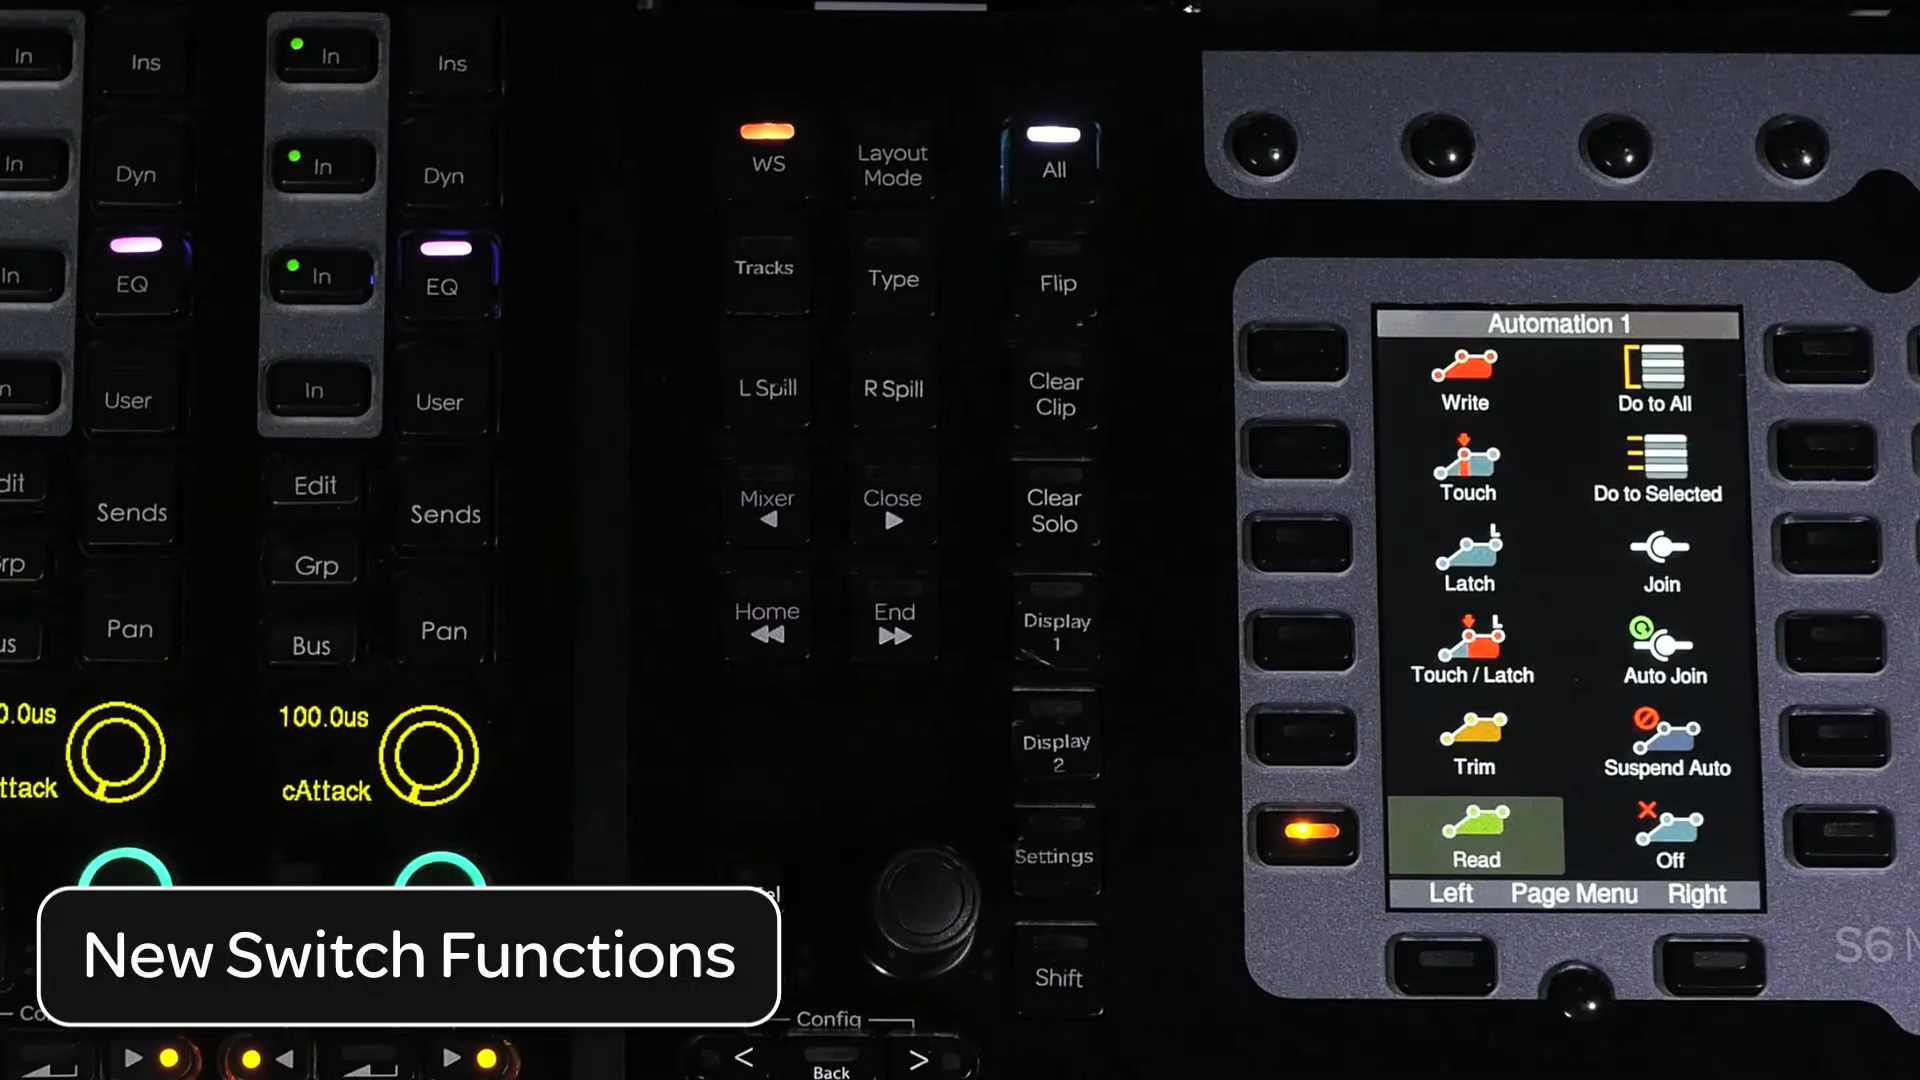 In
Ins
In
Ins
In
Dyn
In
Dyn
In
EQ
In
EQ
User
In
User
Edit
Sends
Grp
Sends
Pan
Bus
Pan
100.0us
cAttack
WS
Layout
Mode
All
Tracks
Type
Flip
L Spill
R Spill
Clear
Clip
Mixer
Close
Clear
Solo
Home
End
Display
1
Display
2
Settings
Shift
Config
<
Back
>
Automation 1
Write
Do to All
Touch
Do to Selected
Latch
L
Join
Touch / Latch
L
Auto Join
Trim
Suspend Auto
Read
Off
Left Page Menu Right
S6
New Switch Functions